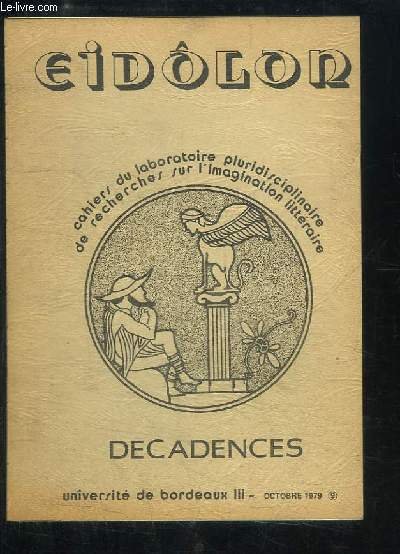 Le-livre.com
EIDÔLON
cahiers du laboratoire pluridisciplinaire
de recherches sur l'imagination littéraire
DECADENCES
université de bordeaux III - OCTOBRE 1979 (9)